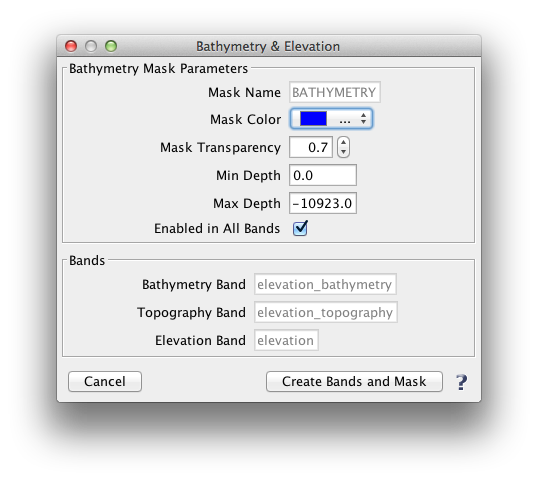 Bathymetry & Elevation
Bathymetry Mask Parameters
Mask Name BATHYMETRY
Mask Color ...
Mask Transparency 0.7
Min Depth 0.0
Max Depth -10923.0
Enabled in All Bands
Bands
Bathymetry Band elevation_bathymetry
Topography Band elevation_topography
Elevation Band elevation
Cancel Create Bands and Mask ?